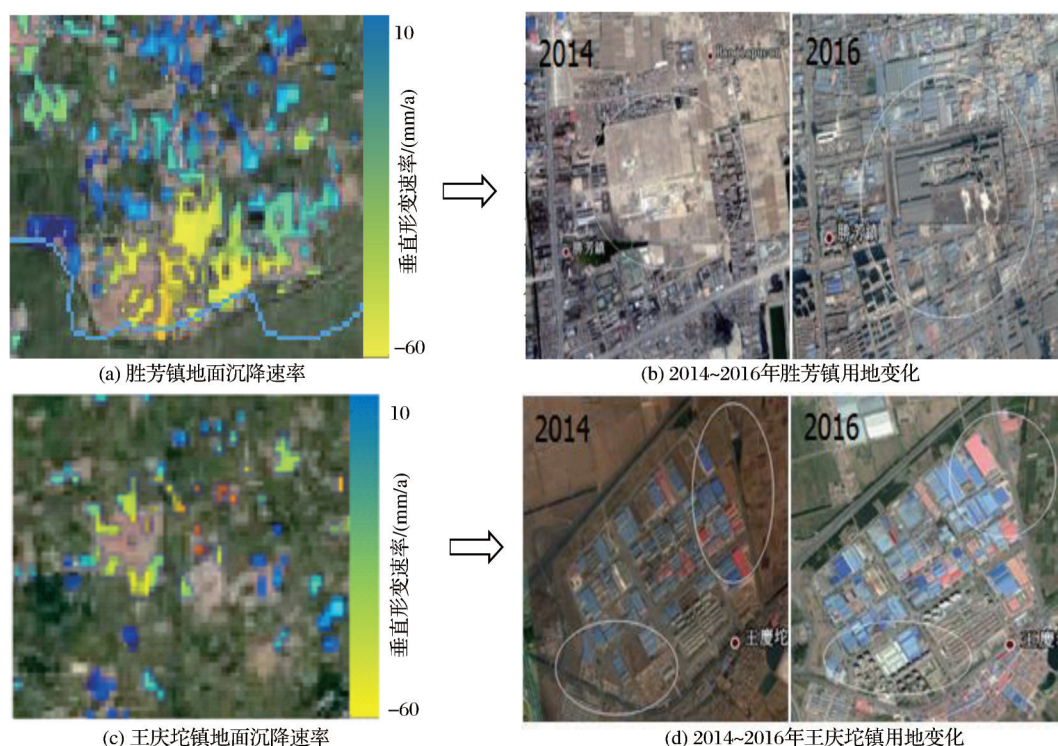 10
垂直形变速率/(mm/a)
−60
(a) 胜芳镇地面沉降速率
2014
2016
胜芳镇
(b) 2014~2016年胜芳镇用地变化
10
垂直形变速率/(mm/a)
−60
(c) 王庆坨镇地面沉降速率
2014
王慶坨
2016
(d) 2014~2016年王庆坨镇用地变化